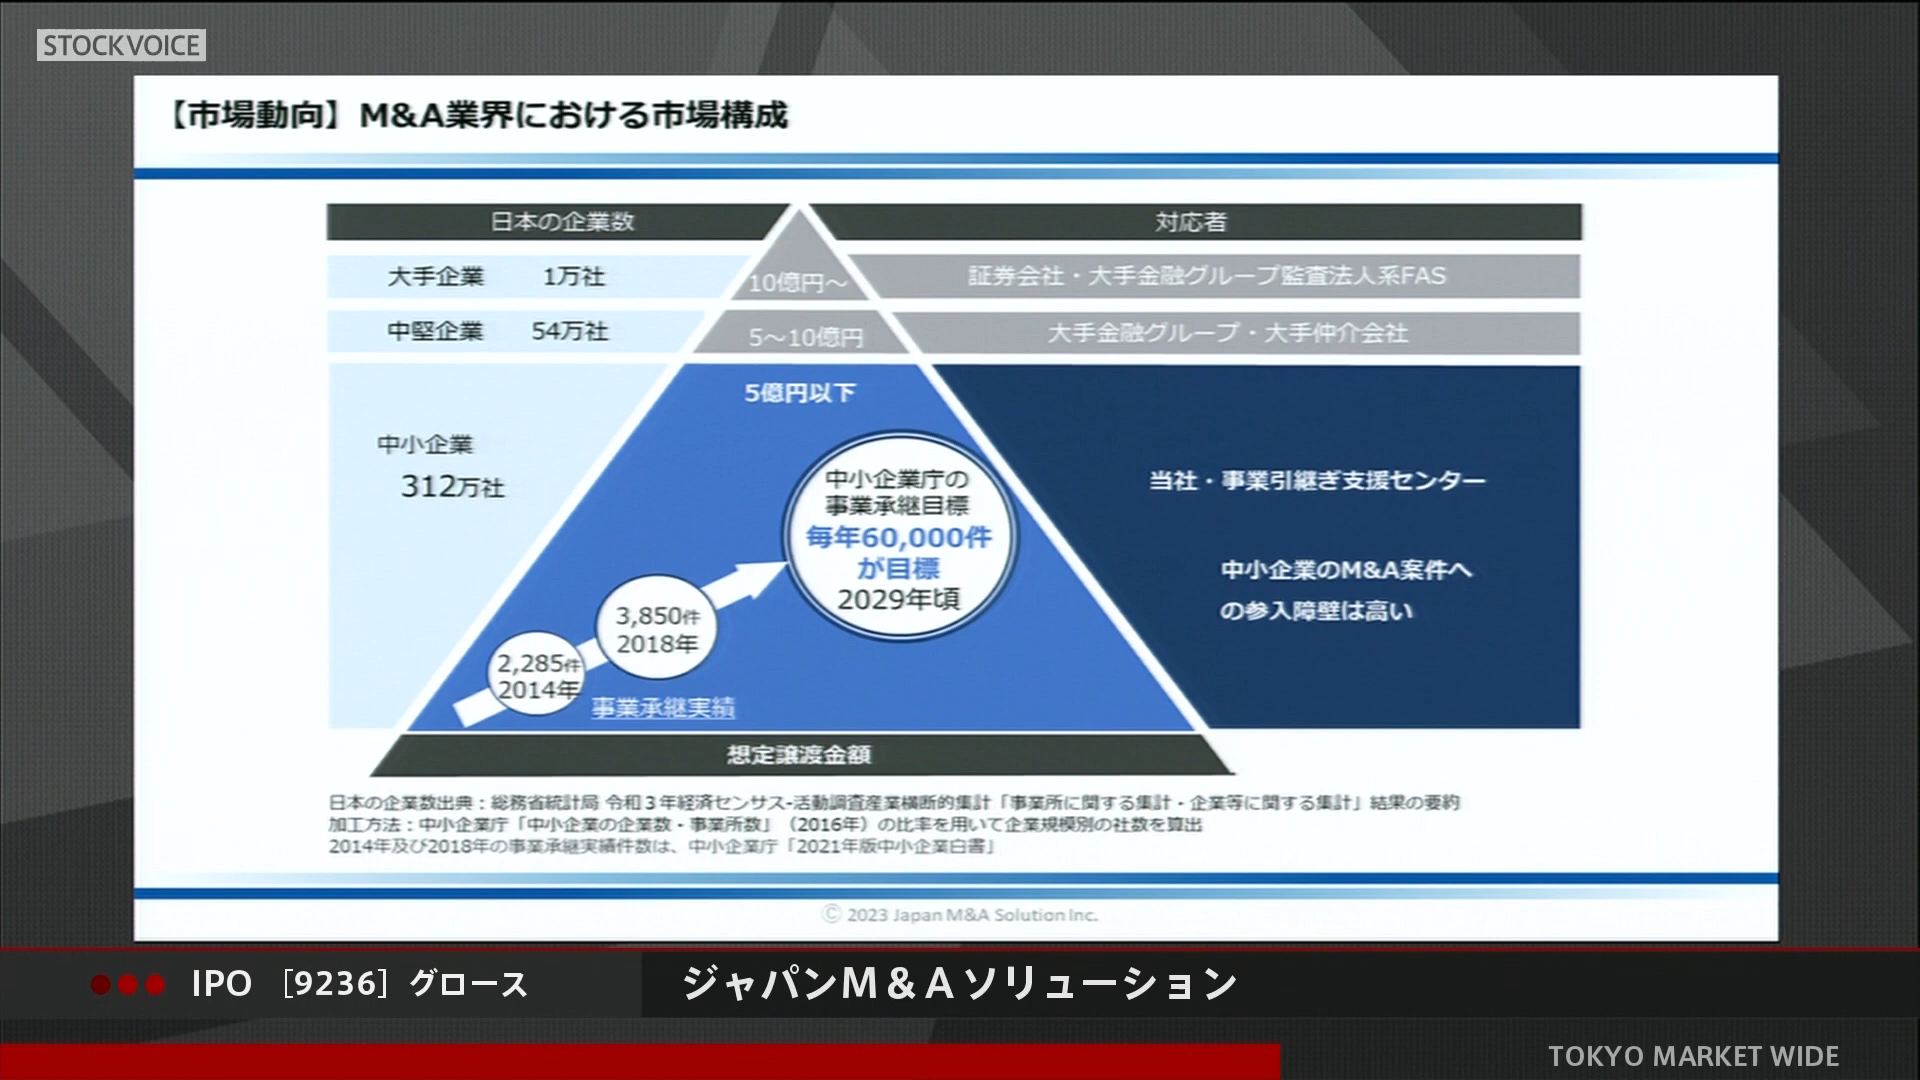 STOCKVOICE
【市場動向】M&A業界における市場構成
日本の企業数
対応者
大手企業 1万社
10億円～
証券会社・大手金融グループ監査法人系FAS
中堅企業 54万社
5～10億円
大手金融グループ・大手仲介会社
5億円以下
中小企業
312万社
中小企業庁の
事業承継目標
毎年60,000件
が目標
2029年頃
3,850件
2018年
2,285件
2014年
事業承継実績
当社・事業引継ぎ支援センター
中小企業のM&A案件へ
の参入障壁は高い
想定譲渡金額
日本の企業数出典：総務省統計局 令和３年経済センサス-活動調査産業横断的集計「事業所に関する集計・企業等に関する集計」結果の要約
加工方法：中小企業庁「中小企業の企業数・事業所数」（2016年）の比率を用いて企業規模別の社数を算出
2014年及び2018年の事業承継実績件数は、中小企業庁「2021年版中小企業白書」
© 2023 Japan M&A Solution Inc.
IPO ［9236］グロース
ジャパンＭ＆Ａソリューション
TOKYO MARKET WIDE